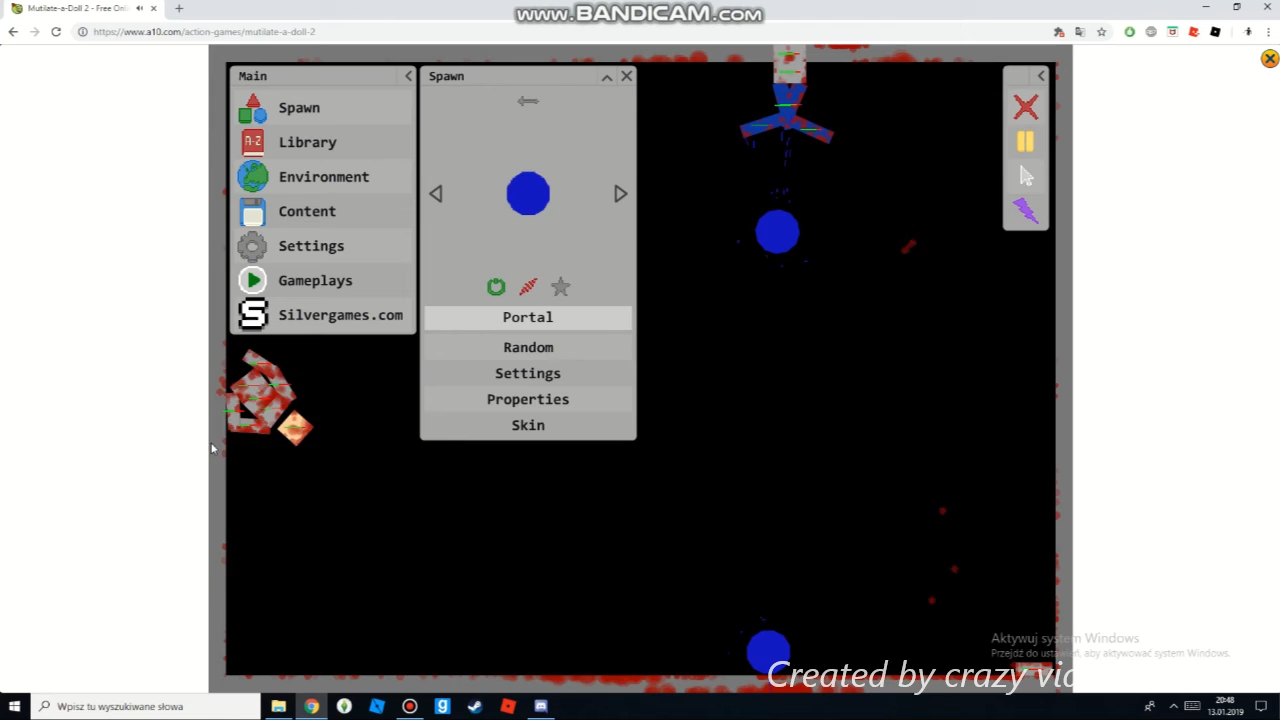 www.BANDICAM.com
Mutilate-a-Doll 2 - Free Onl
https://www.a10.com/action-games/mutilate-a-doll-2
Main
Spawn
A-Z
Library
Environment
Content
Settings
Gameplays
S
Silvergames.com
Spawn
Portal
Random
Settings
Properties
Skin
Aktywuj system Windows
Przejdź do ustawień, aby aktywować system Windows.
Created by crazy vid
Wpisz tu wyszukiwane słowa
20:48
13.01.2019